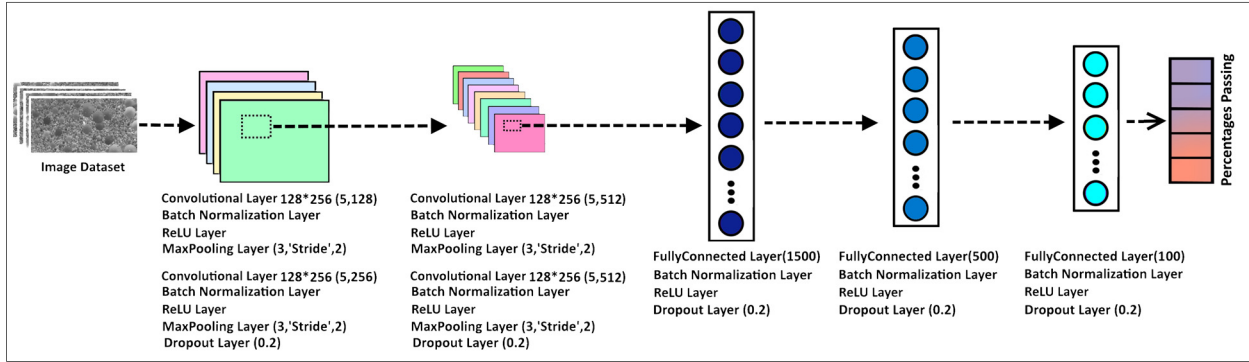 Image Dataset
Convolutional Layer 128*256 (5,128)
Batch Normalization Layer
ReLU Layer
MaxPooling Layer (3,'Stride',2)
Convolutional Layer 128*256 (5,256)
Batch Normalization Layer
ReLU Layer
MaxPooling Layer (3,'Stride',2)
Dropout Layer (0.2)
Convolutional Layer 128*256 (5,512)
Batch Normalization Layer
ReLU Layer
MaxPooling Layer (3,'Stride',2)
Convolutional Layer 128*256 (5,512)
Batch Normalization Layer
ReLU Layer
MaxPooling Layer (3,'Stride',2)
Dropout Layer (0.2)
FullyConnected Layer(1500)
Batch Normalization Layer
ReLU Layer
Dropout Layer (0.2)
FullyConnected Layer(500)
Batch Normalization Layer
ReLU Layer
Dropout Layer (0.2)
FullyConnected Layer(100)
Batch Normalization Layer
ReLU Layer
Dropout Layer (0.2)
Percentages Passing